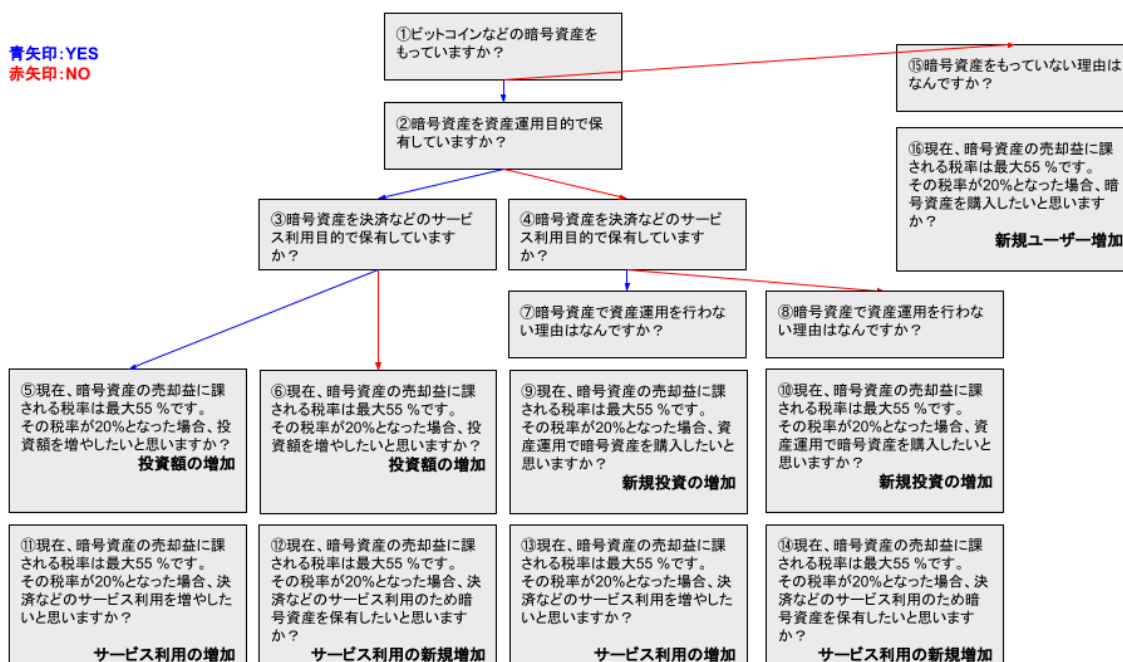 青矢印:YES
赤矢印:NO
①ビットコインなどの暗号資産を
もっていますか？
⑮暗号資産をもっていない理由は
なんですか？
②暗号資産を資産運用目的で保
有していますか？
⑯現在、暗号資産の売却益に課
される税率は最大55 %です。
その税率が20%となった場合、暗
号資産を購入したいと思います
か？
新規ユーザー増加
③暗号資産を決済などのサービ
ス利用目的で保有しています
か？
④暗号資産を決済などのサービ
ス利用目的で保有しています
か？
⑦暗号資産で資産運用を行わな
い理由はなんですか？
⑧暗号資産で資産運用を行わな
い理由はなんですか？
⑤現在、暗号資産の売却益に課
される税率は最大55 %です。
その税率が20%となった場合、投
資額を増やしたいと思いますか？
投資額の増加
⑥現在、暗号資産の売却益に課
される税率は最大55 %です。
その税率が20%となった場合、投
資額を増やしたいと思いますか？
投資額の増加
⑨現在、暗号資産の売却益に課
される税率は最大55 %です。
その税率が20%となった場合、資
産運用で暗号資産を購入したいと
思いますか？
新規投資の増加
⑩現在、暗号資産の売却益に課
される税率は最大55 %です。
その税率が20%となった場合、資
産運用で暗号資産を購入したいと
思いますか？
新規投資の増加
⑪現在、暗号資産の売却益に課
される税率は最大55 %です。
その税率が20%となった場合、決
済などのサービス利用を増やした
いと思いますか？
サービス利用の増加
⑫現在、暗号資産の売却益に課
される税率は最大55 %です。
その税率が20%となった場合、決
済などのサービス利用のため暗
号資産を保有したいと思います
か？
サービス利用の新規増加
⑬現在、暗号資産の売却益に課
される税率は最大55 %です。
その税率が20%となった場合、決
済などのサービス利用を増やした
いと思いますか？
サービス利用の増加
⑭現在、暗号資産の売却益に課
される税率は最大55 %です。
その税率が20%となった場合、決
済などのサービス利用のため暗
号資産を保有したいと思います
か？
サービス利用の新規増加